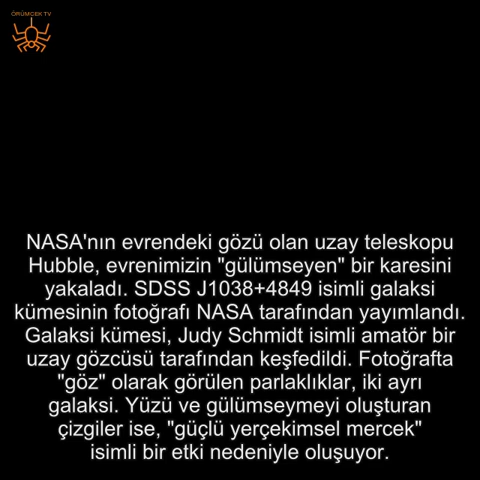 ÖRÜMCEK TV
NASA'nın evrendeki gözü olan uzay teleskopu
Hubble, evrenimizin "gülümseyen" bir karesini
yakaladı. SDSS J1038+4849 isimli galaksi
kümesinin fotoğrafı NASA tarafından yayımlandı.
Galaksi kümesi, Judy Schmidt isimli amatör bir
uzay gözcüsü tarafından keşfedildi. Fotoğrafta
"göz" olarak görülen parlaklıklar, iki ayrı
galaksi. Yüzü ve gülümseymeyi oluşturan
çizgiler ise, "güçlü yerçekimsel mercek"
isimli bir etki nedeniyle oluşuyor.